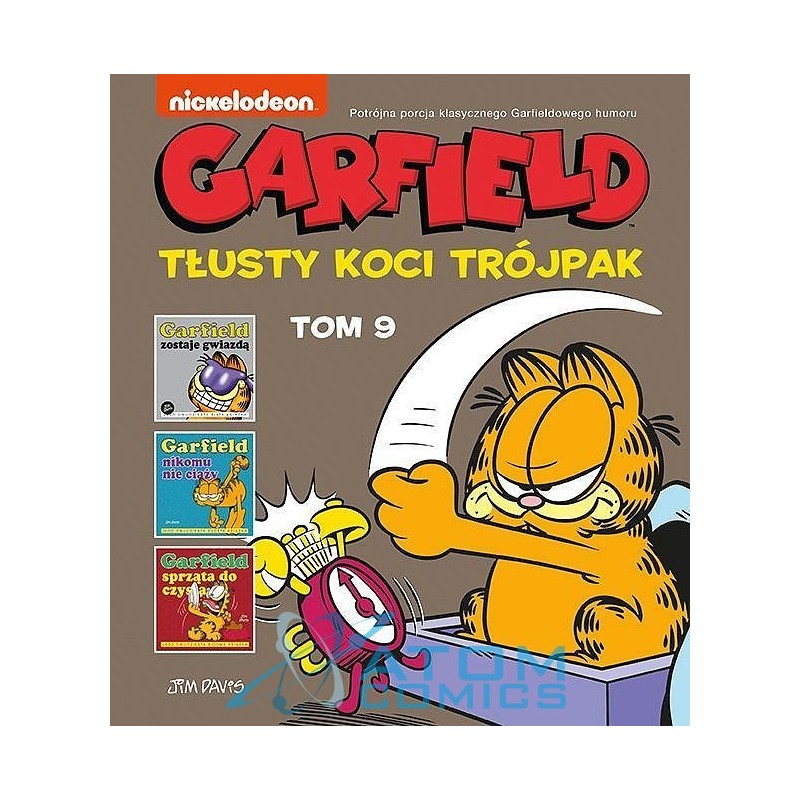 nickelodeon
Potrójna porcja klasycznego Garfieldowego humoru
GARFIELD
TM
TŁUSTY KOCI TRÓJPAK
TOM 9
Garfield
zostaje gwiazdą
Garfield
nikomu
nie ciąży
Garfield
sprząta do
czysta
JIM DAVIS
ATOM
COMICS